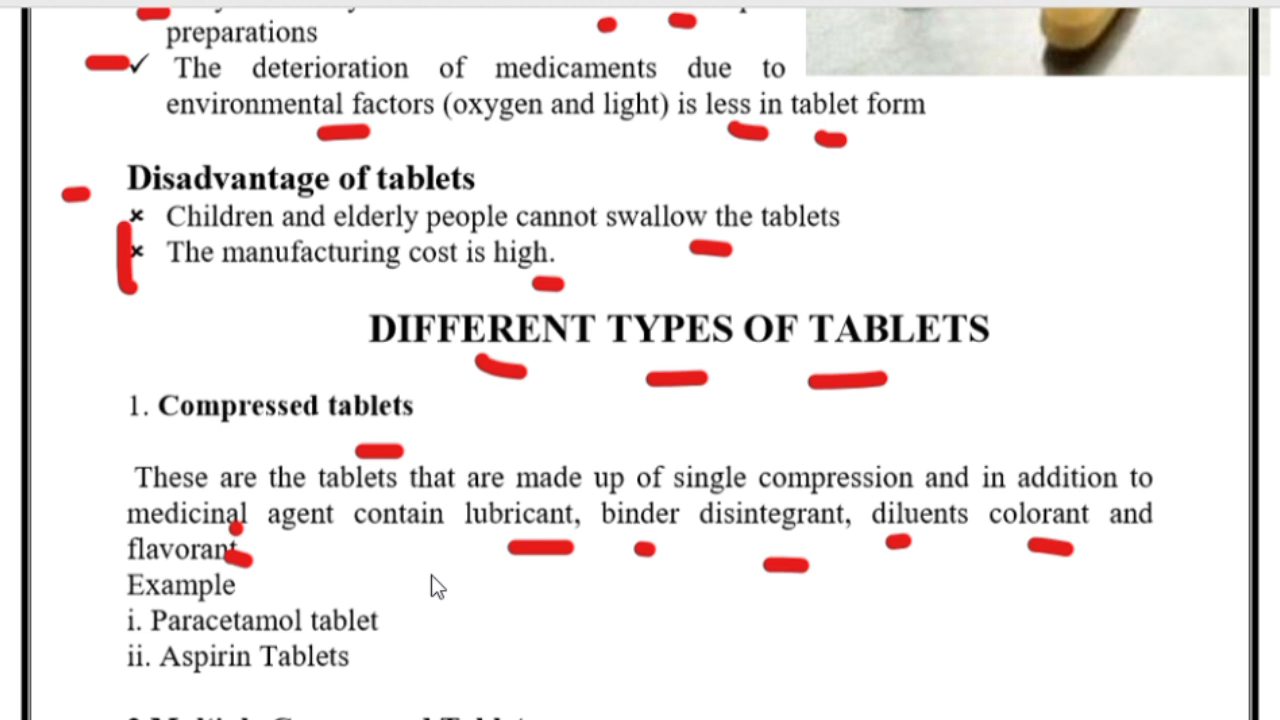 preparations
✓ The deterioration of medicaments due to
environmental factors (oxygen and light) is less in tablet form
Disadvantage of tablets
× Children and elderly people cannot swallow the tablets
× The manufacturing cost is high.
DIFFERENT TYPES OF TABLETS
1. Compressed tablets
These are the tablets that are made up of single compression and in addition to
medicinal agent contain lubricant, binder disintegrant, diluents colorant and
flavorant
Example
i. Paracetamol tablet
ii. Aspirin Tablets